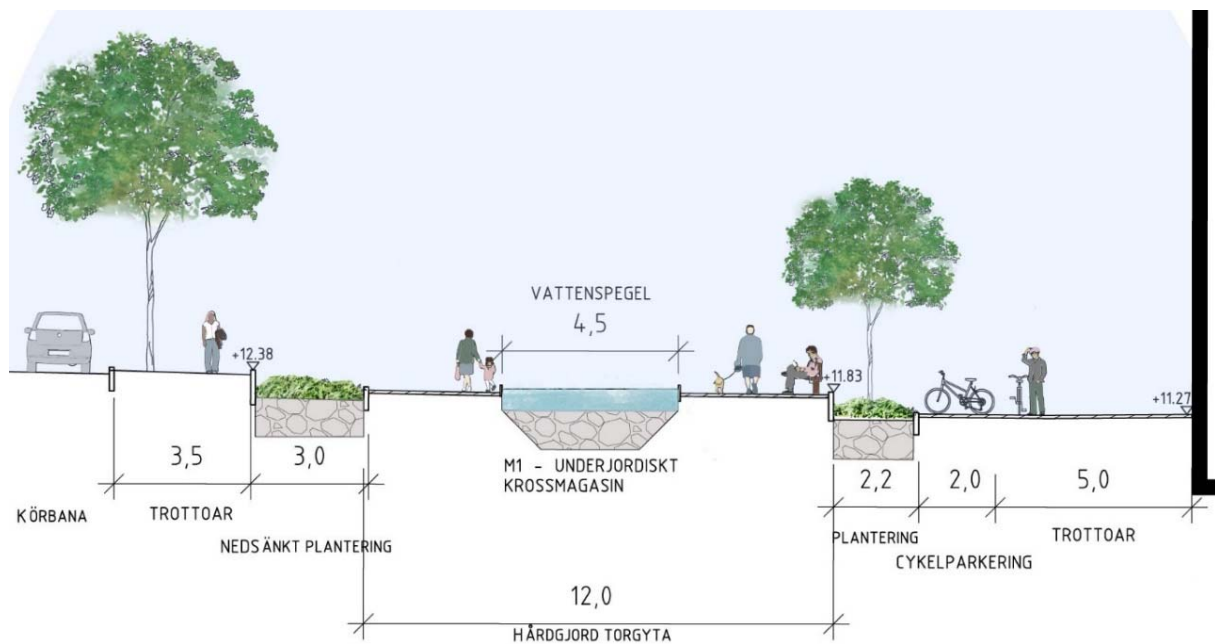 VATTENSPEGEL
4,5
+12.38
+11.83
+11.27
3,5
3,0
M1 - UNDERJORDISKT
KROSSMAGASIN
2,2
2,0
5,0
KÖRBANA
TROTTOAR
NEDSÄNKT PLANTERING
PLANTERING
CYKELPARKERING
TROTTOAR
12,0
HÅRDGJORD TORGYTA